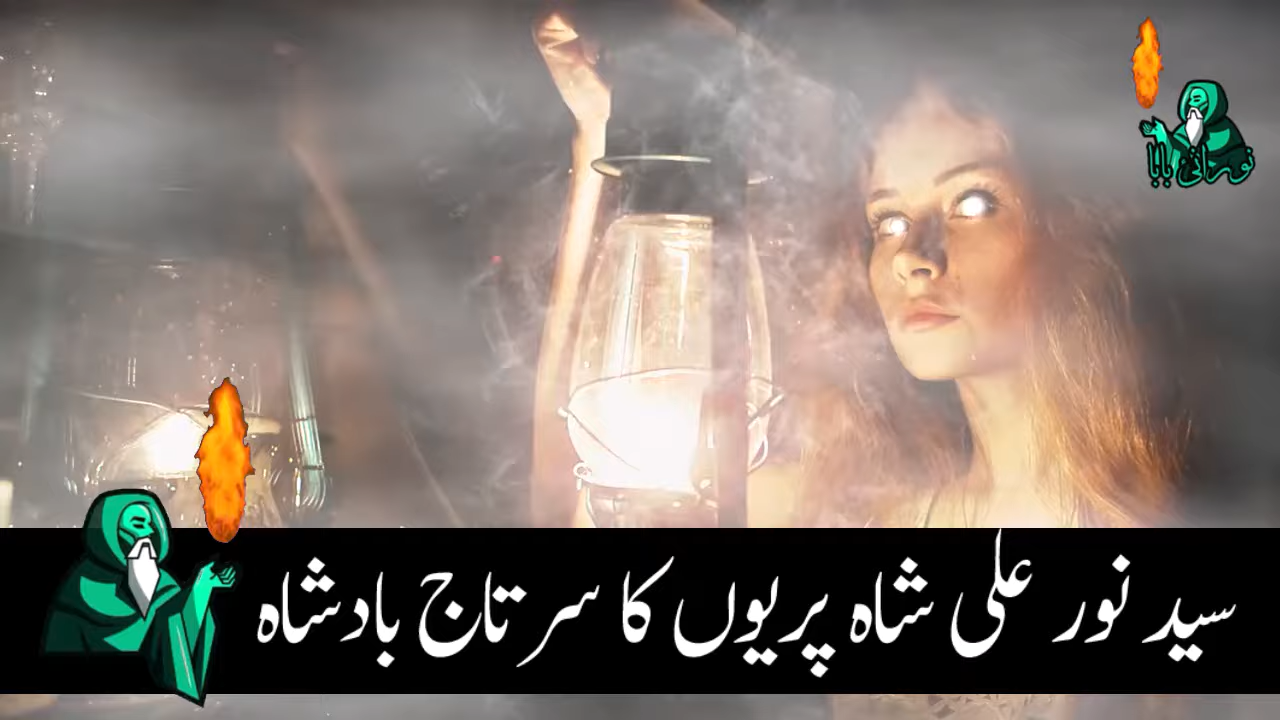 نورانی بابا
سید نور علی شاہ پریوں کا سرتاج بادشاہ